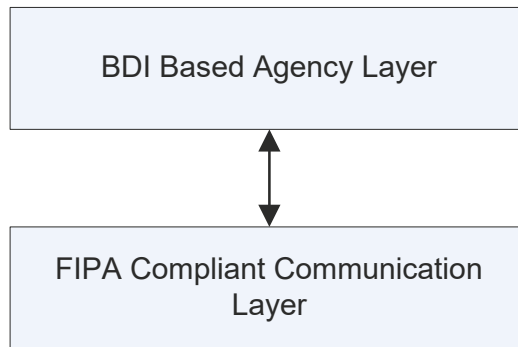 BDI Based Agency Layer
FIPA Compliant Communication
Layer